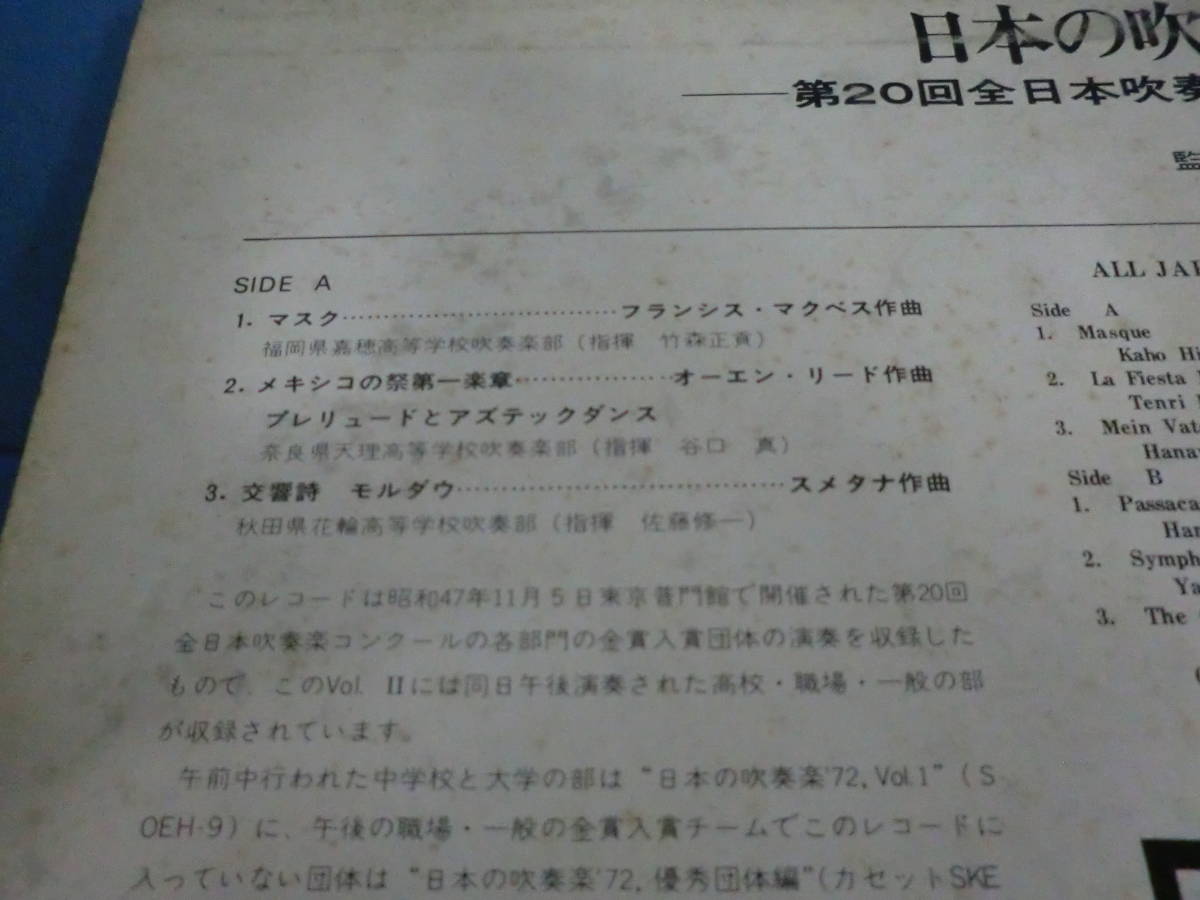 日本の吹
──第20回全日本吹奏
監
SIDE A
1. マスク……………………………フランシス・マクベス作曲
福岡県嘉穂高等学校吹奏楽部（指揮　竹森正貢）
2. メキシコの祭第一楽章………………オーエン・リード作曲
プレリュードとアズテックダンス
奈良県天理高等学校吹奏楽部（指揮　谷口　真）
3. 交響詩　モルダウ………………………………スメタナ作曲
秋田県花輪高等学校吹奏部（指揮　佐藤修一）
このレコードは昭和47年11月5日東京普門館で開催された第20回
全日本吹奏楽コンクールの各部門の金賞入賞団体の演奏を収録した
もので、このVol. IIには同日午後演奏された高校・職場・一般の部
が収録されています。
午前中行われた中学校と大学の部は“日本の吹奏楽'72, Vol.1”（S
OEH-9）に、午後の職場・一般の金賞入賞チームでこのレコードに
入っていない団体は“日本の吹奏楽'72, 優秀団体編”（カセットSKE
ALL JA
Side A
1. Masque
Kaho Hi
2. La Fiesta
Tenri
3. Mein Vat
Hana
Side B
1. Passaca
Ha
2. Symph
Ya
3. The